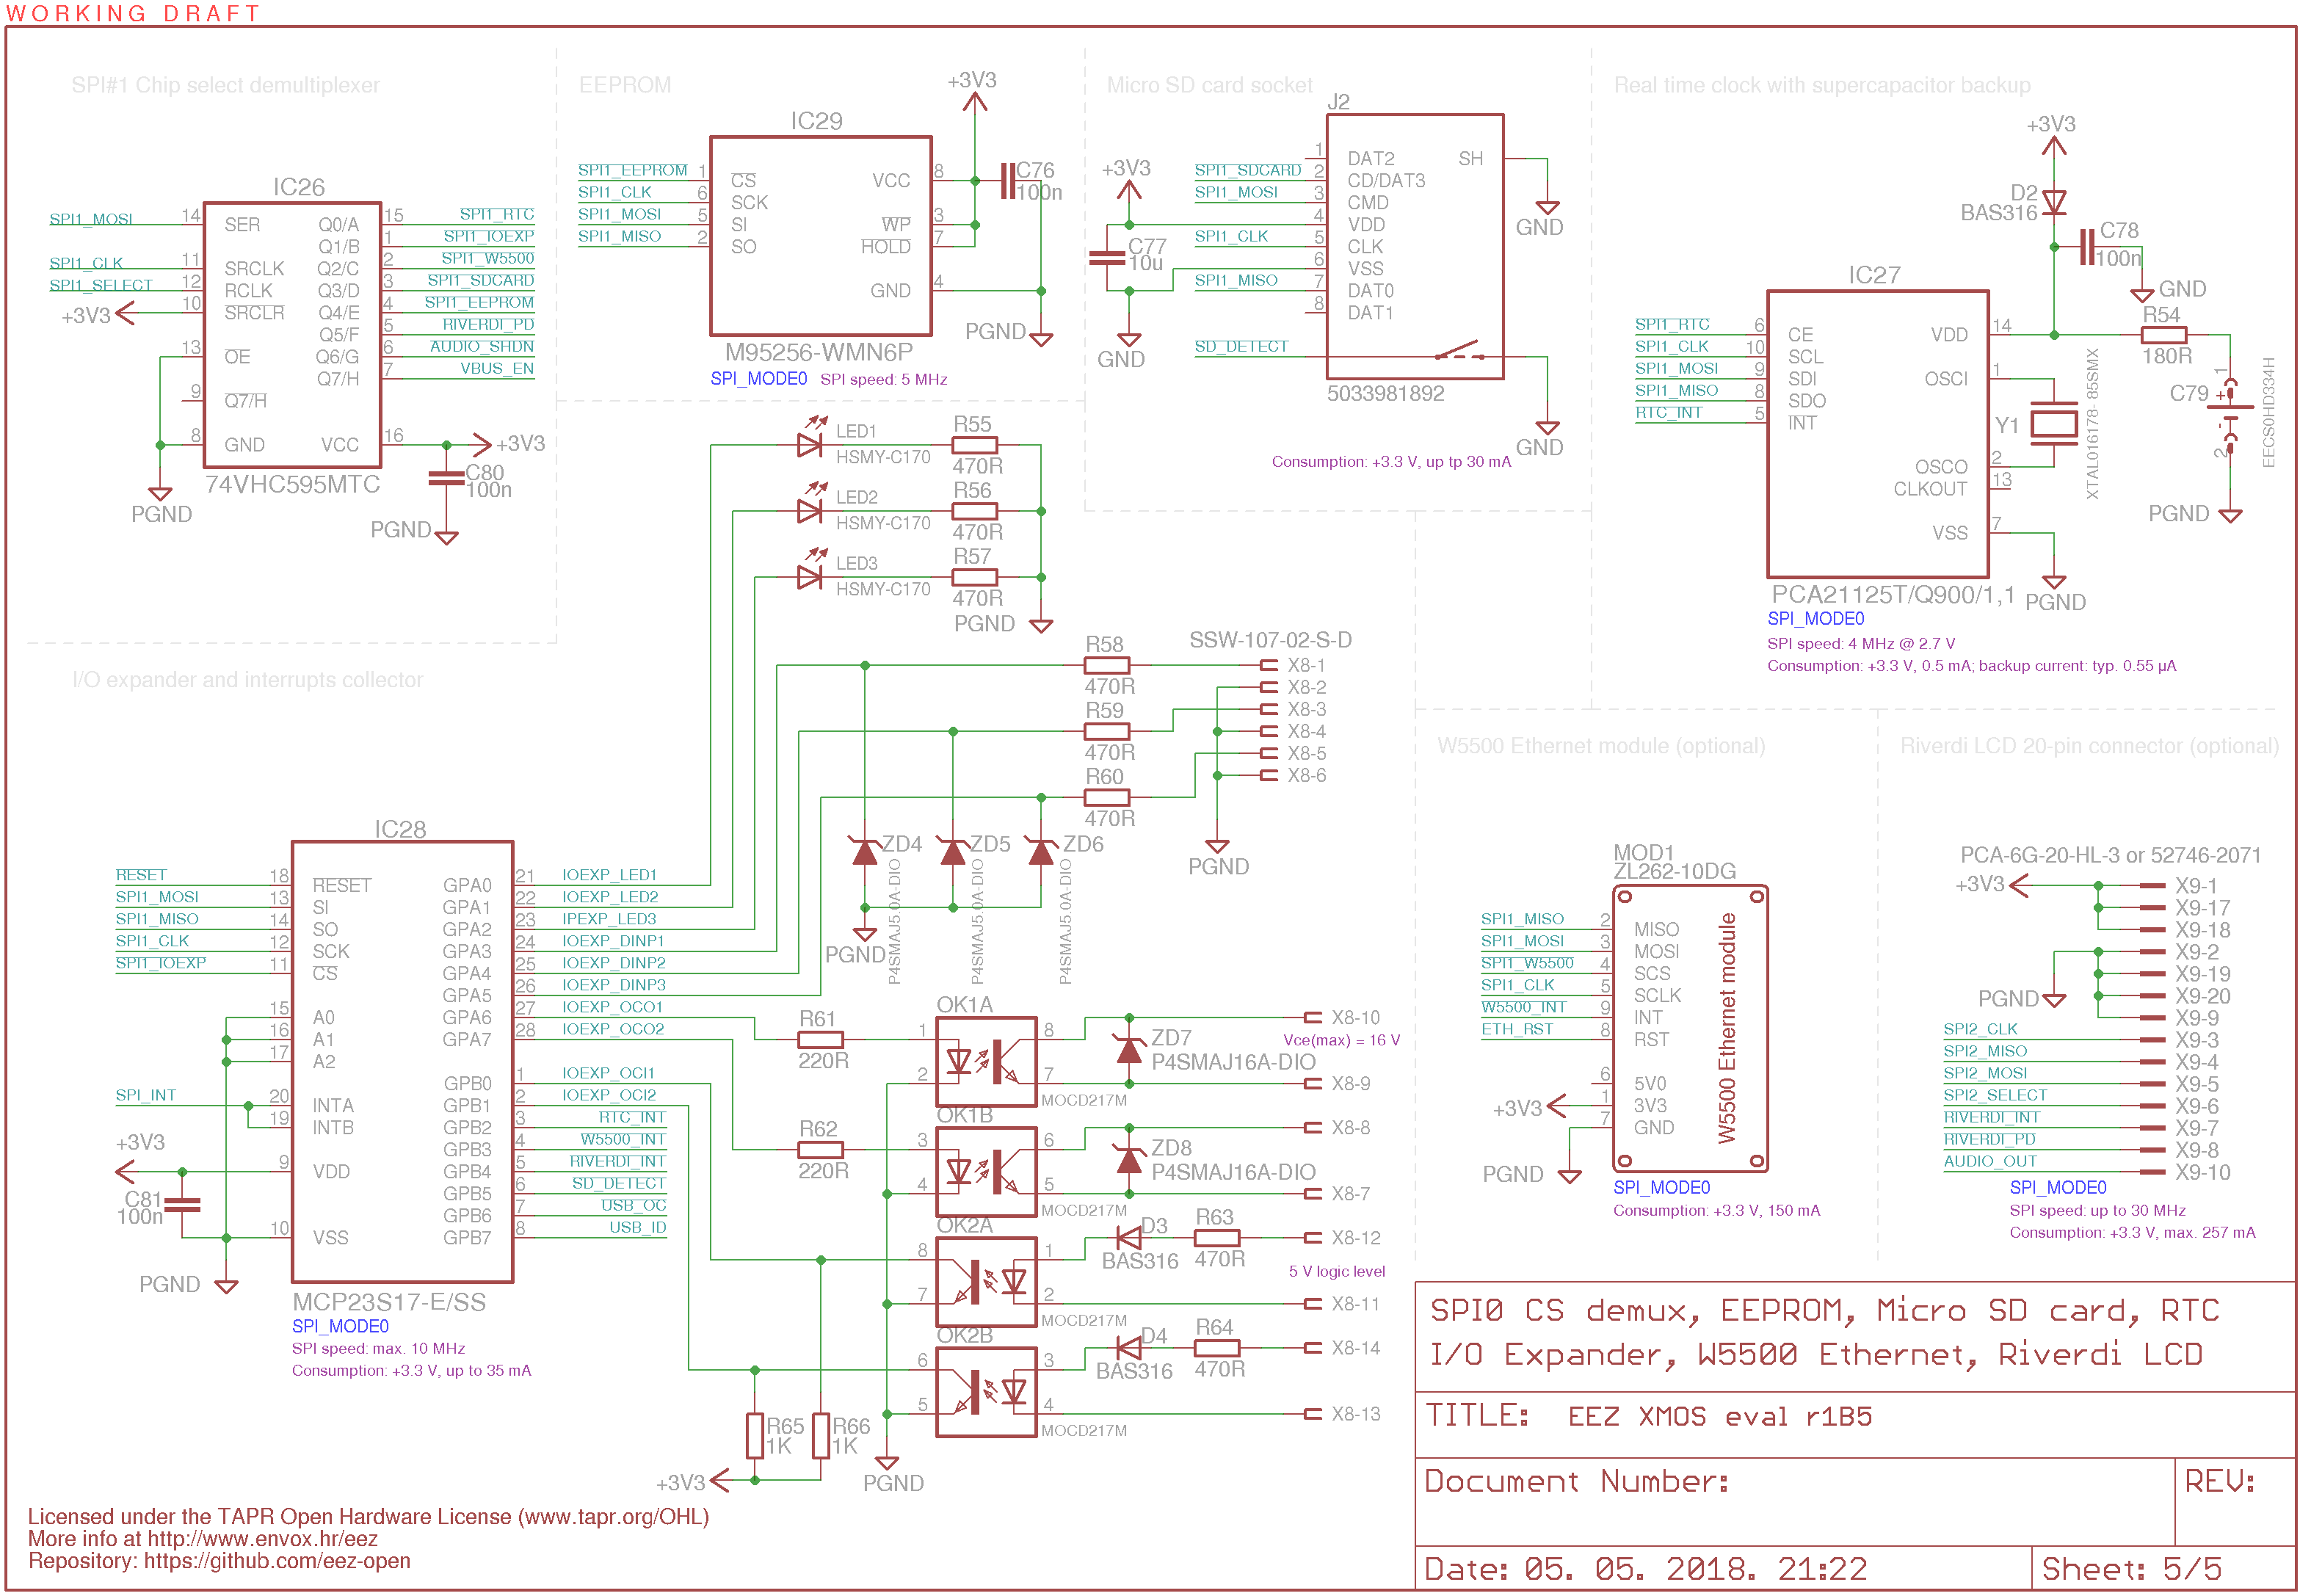 WORKING DRAFT
SPI#1 Chip select demultiplexer
IC26
SPI1_MOSI 14 SER Q0/A 15 SPI1_RTC
Q1/B 1 SPI1_IOEXP
SPI1_CLK 11 SRCLK Q2/C 2 SPI1_W5500
SPI1_SELECT 12 RCLK Q3/D 3 SPI1_SDCARD
+3V3 10 SRCLR Q4/E 4 SPI1_EEPROM
Q5/F 5 RIVERDI_PD
13 OE Q6/G 6 AUDIO_SHDN
Q7/H 7 VBUS_EN
9 Q7/H
8 GND VCC 16 +3V3
C80
100n
74VHC595MTC
PGND
PGND
EEPROM
+3V3
IC29
SPI1_EEPROM 1 CS VCC 8
C76
100n
SPI1_CLK 6 SCK
SPI1_MOSI 5 SI WP 3
SPI1_MISO 2 SO HOLD 7
GND 4
PGND
M95256-WMN6P
SPI_MODE0 SPI speed: 5 MHz
Micro SD card socket
J2
+3V3
1 DAT2 SH
SPI1_SDCARD 2 CD/DAT3
SPI1_MOSI 3 CMD
4 VDD
SPI1_CLK 5 CLK
6 VSS
SPI1_MISO 7 DAT0
8 DAT1
C77
10u
GND
GND
SD_DETECT
5033981892
GND
Consumption: +3.3 V, up tp 30 mA
Real time clock with supercapacitor backup
+3V3
D2
BAS316
C78
100n
GND
IC27
R54
180R
SPI1_RTC 6 CE VDD 14
SPI1_CLK 10 SCL
SPI1_MOSI 9 SDI OSCI 1
SPI1_MISO 8 SDO
RTC_INT 5 INT
OSCO 2
CLKOUT 13
VSS 7
Y1
XTAL016178- 85SMX
C79
1
+
-
2
EECS0HD334H
PGND
PCA21125T/Q900/1,1
PGND
SPI_MODE0
SPI speed: 4 MHz @ 2.7 V
Consumption: +3.3 V, 0.5 mA; backup current: typ. 0.55 µA
LED1
HSMY-C170
R55
470R
LED2
HSMY-C170
R56
470R
LED3
HSMY-C170
R57
470R
PGND
I/O expander and interrupts collector
SSW-107-02-S-D
R58
470R
X8-1
X8-2
R59
470R
X8-3
X8-4
X8-5
R60
470R
X8-6
PGND
ZD4
P4SMAJ5.0A-DIO
ZD5
P4SMAJ5.0A-DIO
ZD6
P4SMAJ5.0A-DIO
PGND
IC28
RESET 18 RESET GPA0 21 IOEXP_LED1
SPI1_MOSI 13 SI GPA1 22 IOEXP_LED2
SPI1_MISO 14 SO GPA2 23 IPEXP_LED3
SPI1_CLK 12 SCK GPA3 24 IOEXP_DINP1
SPI1_IOEXP 11 CS GPA4 25 IOEXP_DINP2
GPA5 26 IOEXP_DINP3
15 A0 GPA6 27 IOEXP_OCO1
16 A1 GPA7 28 IOEXP_OCO2
17 A2
GPB0 1 IOEXP_OCI1
SPI_INT 20 INTA GPB1 2 IOEXP_OCI2
19 INTB GPB2 3 RTC_INT
GPB3 4 W5500_INT
+3V3 9 VDD GPB4 5 RIVERDI_INT
GPB5 6 SD_DETECT
GPB6 7 USB_OC
10 VSS GPB7 8 USB_ID
C81
100n
PGND
MCP23S17-E/SS
SPI_MODE0
SPI speed: max. 10 MHz
Consumption: +3.3 V, up to 35 mA
R61
220R
OK1A
1
2
8
7
MOCD217M
ZD7
P4SMAJ16A-DIO
X8-10
Vce(max) = 16 V
X8-9
R62
220R
OK1B
3
4
6
5
MOCD217M
ZD8
P4SMAJ16A-DIO
X8-8
X8-7
OK2A
8
7
1
2
MOCD217M
D3
BAS316
R63
470R
X8-12
5 V logic level
X8-11
OK2B
6
5
3
4
MOCD217M
D4
BAS316
R64
470R
X8-14
X8-13
R65
1K
R66
1K
+3V3
PGND
W5500 Ethernet module (optional)
MOD1
ZL262-10DG
SPI1_MISO 2 MISO
SPI1_MOSI 3 MOSI
SPI1_W5500 4 SCS
SPI1_CLK 5 SCLK
W5500_INT 9 INT
ETH_RST 8 RST
6 5V0
+3V3 1 3V3
7 GND
PGND
W5500 Ethernet module
SPI_MODE0
Consumption: +3.3 V, 150 mA
Riverdi LCD 20-pin connector (optional)
PCA-6G-20-HL-3 or 52746-2071
+3V3 X9-1
X9-17
X9-18
X9-2
X9-19
PGND X9-20
X9-9
SPI2_CLK X9-3
SPI2_MISO X9-4
SPI2_MOSI X9-5
SPI2_SELECT X9-6
RIVERDI_INT X9-7
RIVERDI_PD X9-8
AUDIO_OUT X9-10
SPI_MODE0
SPI speed: up to 30 MHz
Consumption: +3.3 V, max. 257 mA
SPI0 CS demux, EEPROM, Micro SD card, RTC
I/O Expander, W5500 Ethernet, Riverdi LCD
TITLE: EEZ XMOS eval r1B5
Document Number:
REV:
Date: 05. 05. 2018. 21:22
Sheet: 5/5
Licensed under the TAPR Open Hardware License (www.tapr.org/OHL)
More info at http://www.envox.hr/eez
Repository: https://github.com/eez-open